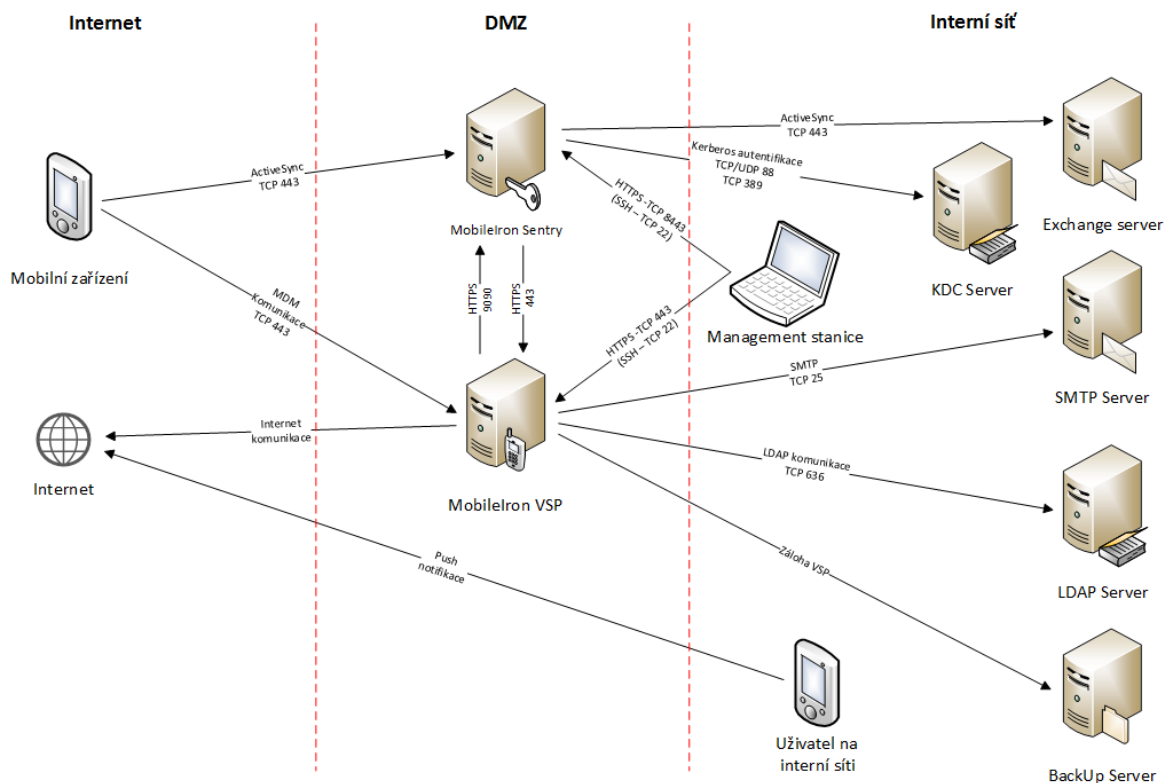 Internet
DMZ
Interní síť
ActiveSync
TCP 443
Kerberos autentifikace
TCP/UDP 88
TCP 389
ActiveSync
TCP 443
HTTPS -TCP 8443
(SSH – TCP 22)
MobileIron Sentry
Exchange server
Mobilní zařízení
KDC Server
MDM
Komunikace
TCP 443
HTTPS
9090
HTTPS
443
HTTPS -TCP 443
(SSH – TCP 22)
Management stanice
SMTP
TCP 25
SMTP Server
Internet
komunikace
Internet
MobileIron VSP
LDAP komunikace
TCP 636
Push
notifikace
Záloha VSP
LDAP Server
Uživatel na
interní síti
BackUp Server